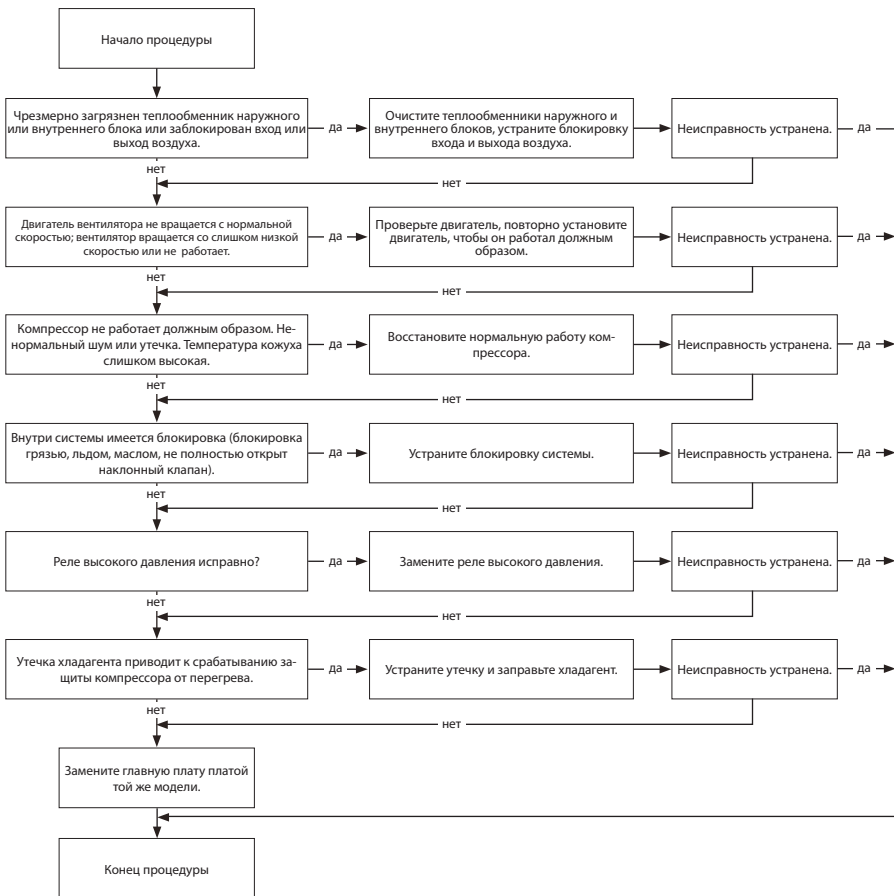 Начало процедуры
Чрезмерно загрязнен теплообменник наружного
или внутреннего блока или заблокирован вход или
выход воздуха.
да
Очистите теплообменники наружного и
внутреннего блоков, устраните блокировку
входа и выхода воздуха.
Неисправность устранена.
да
нет
нет
Двигатель вентилятора не вращается с нормальной
скоростью; вентилятор вращается со слишком низкой
скоростью или не работает.
да
Проверьте двигатель, повторно установите
двигатель, чтобы он работал должным
образом.
Неисправность устранена.
да
нет
нет
Компрессор не работает должным образом. Не-
нормальный шум или утечка. Температура кожуха
слишком высокая.
да
Восстановите нормальную работу ком-
прессора.
Неисправность устранена.
да
нет
нет
Внутри системы имеется блокировка (блокировка
грязью, льдом, маслом, не полностью открыт
наклонный клапан).
да
Устраните блокировку системы.
Неисправность устранена.
да
нет
нет
Реле высокого давления исправно?
да
Замените реле высокого давления.
Неисправность устранена.
да
нет
нет
Утечка хладагента приводит к срабатыванию за-
щиты компрессора от перегрева.
да
Устраните утечку и заправьте хладагент.
Неисправность устранена.
да
нет
нет
Замените главную плату платой
той же модели.
Конец процедуры